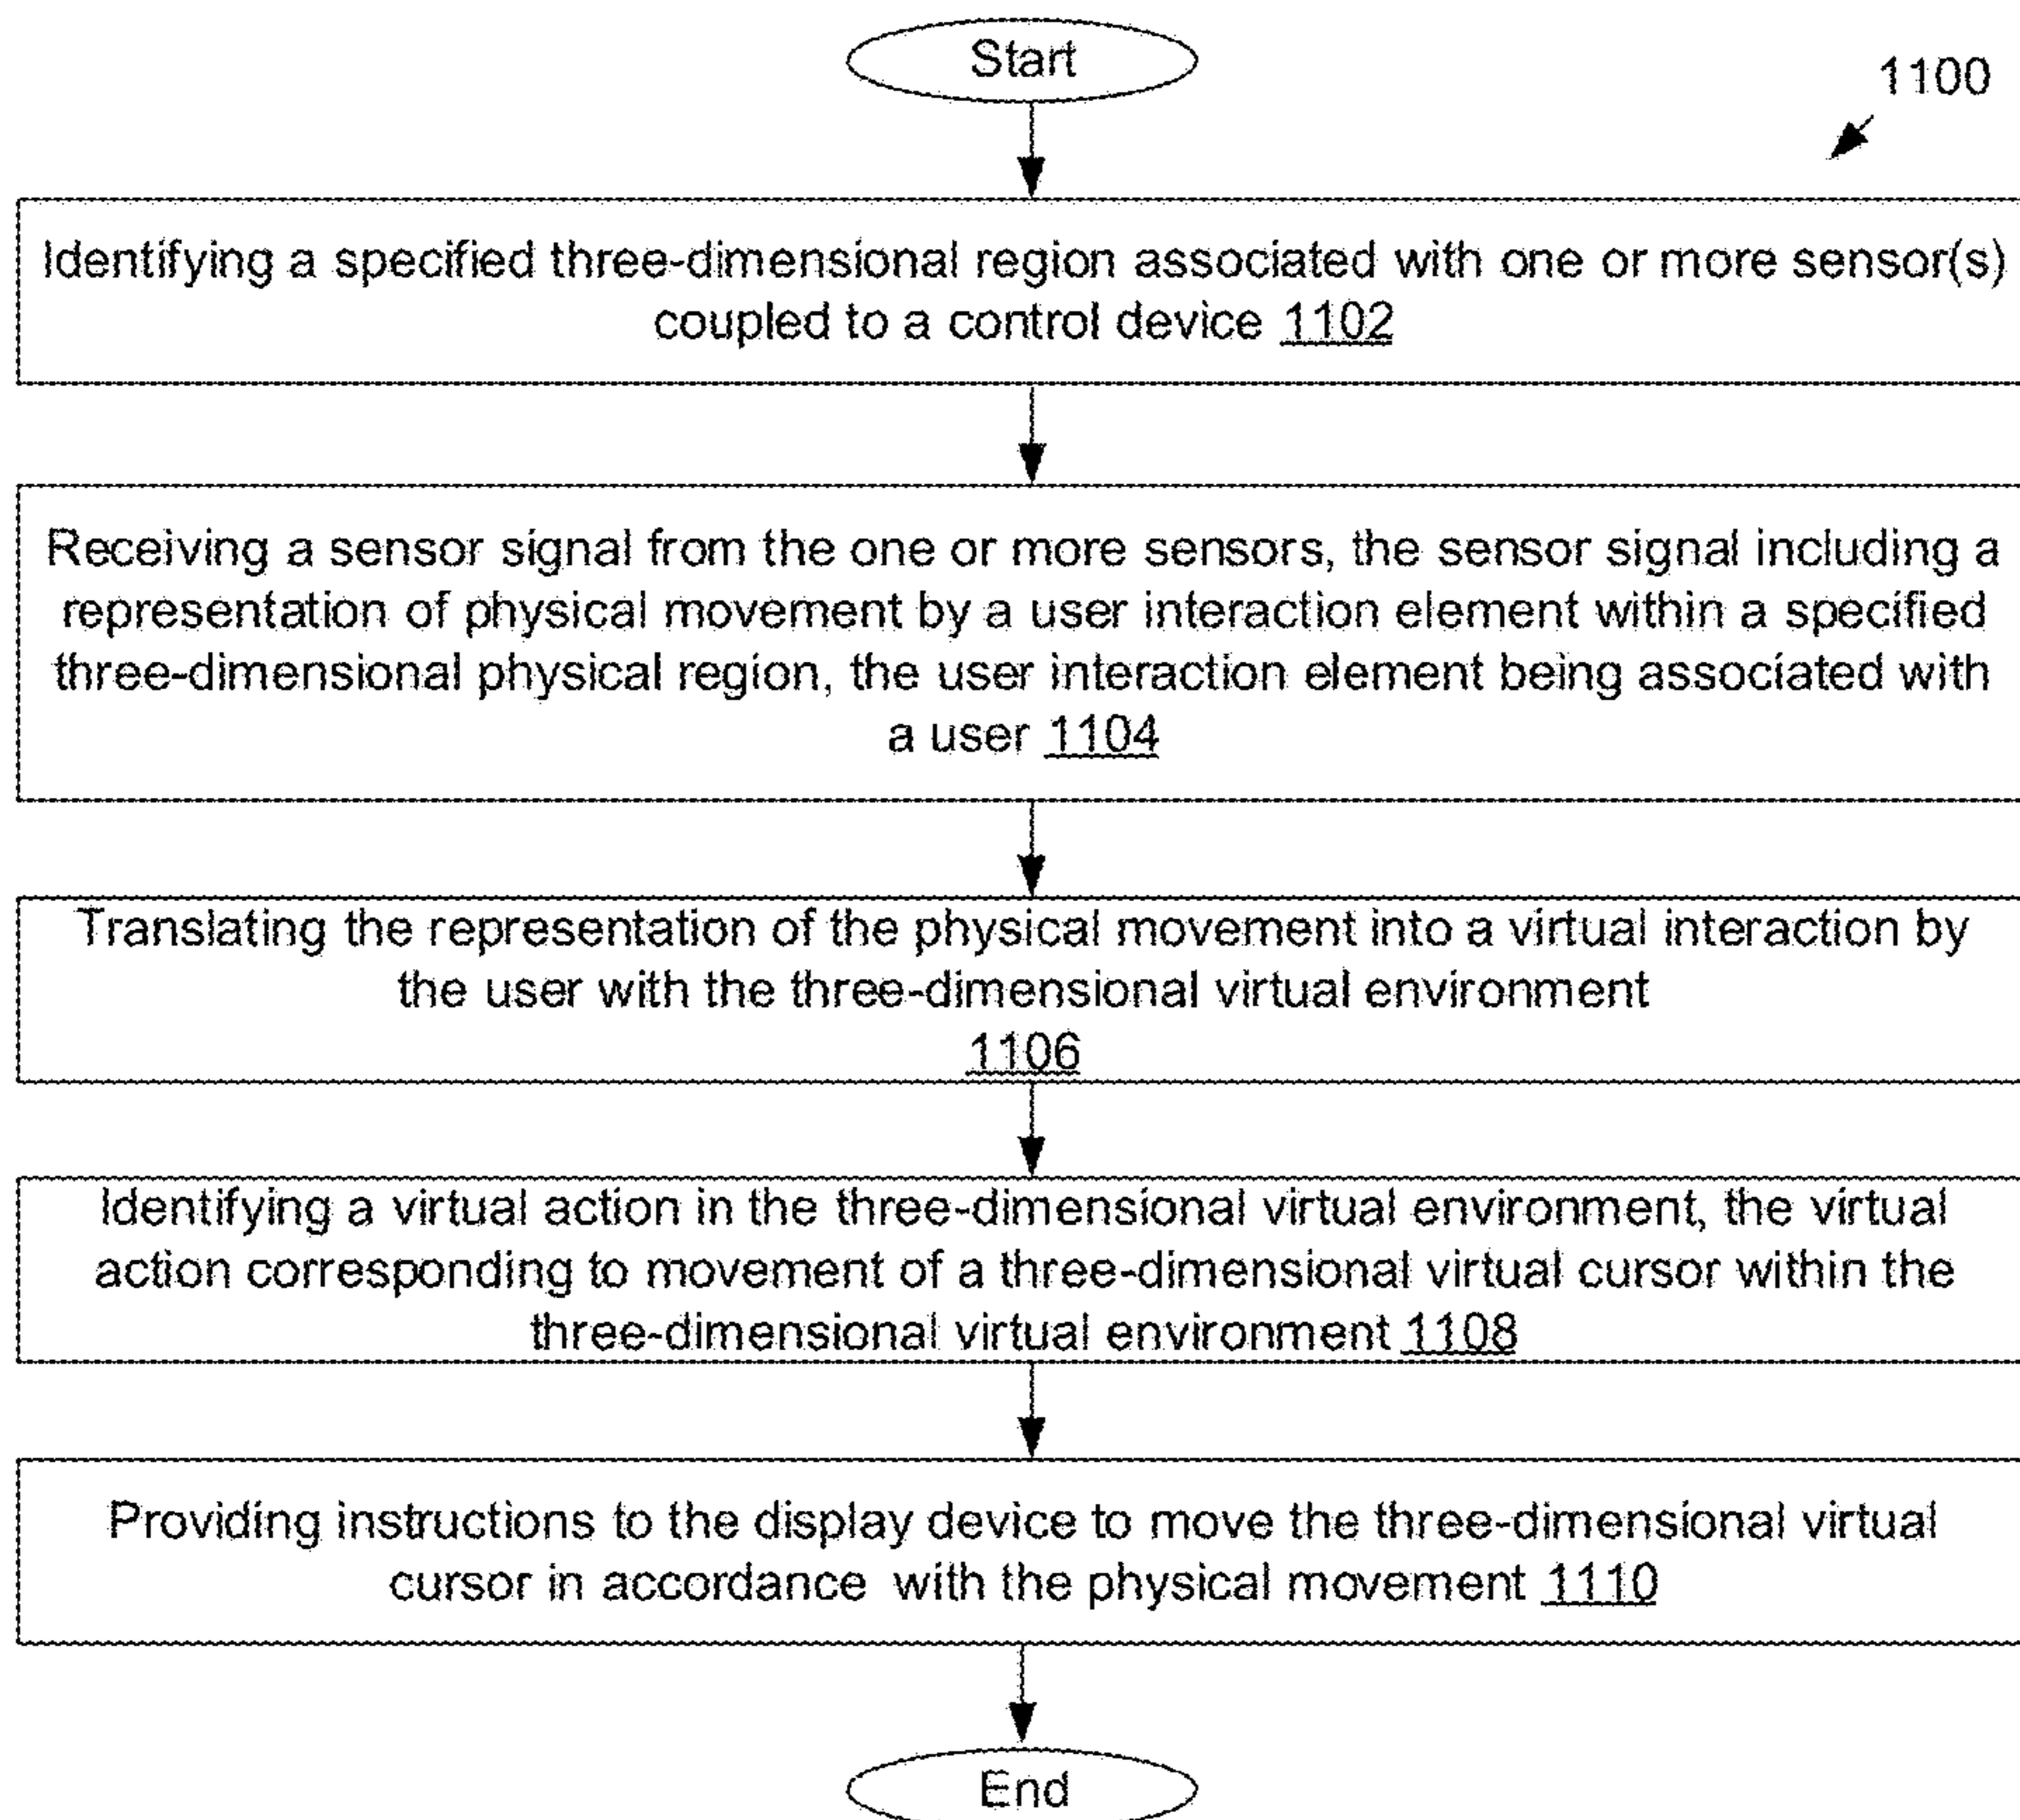 Start
1100
Identifying a specified three-dimensional region associated with one or more sensor(s)
coupled to a control device 1102
Receiving a sensor signal from the one or more sensors, the sensor signal including a
representation of physical movement by a user interaction element within a specified
three-dimensional physical region, the user interaction element being associated with
a user 1104
Translating the representation of the physical movement into a virtual interaction by
the user with the three-dimensional virtual environment
1106
Identifying a virtual action in the three-dimensional virtual environment, the virtual
action corresponding to movement of a three-dimensional virtual cursor within the
three-dimensional virtual environment 1108
Providing instructions to the display device to move the three-dimensional virtual
cursor in accordance with the physical movement 1110
End